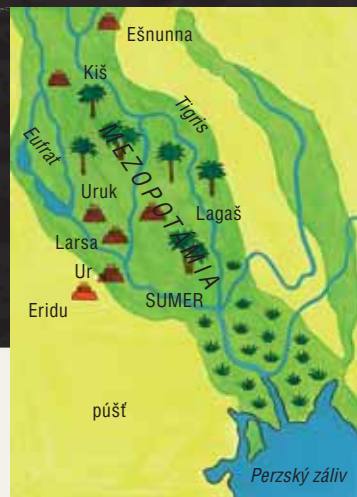 Ešnunna
Kiš
Tigris
MEZOPOTÁMIA
Eufrat
Uruk
Lagaš
Larsa
Ur
SUMER
Eridu
púšť
Perzský záliv